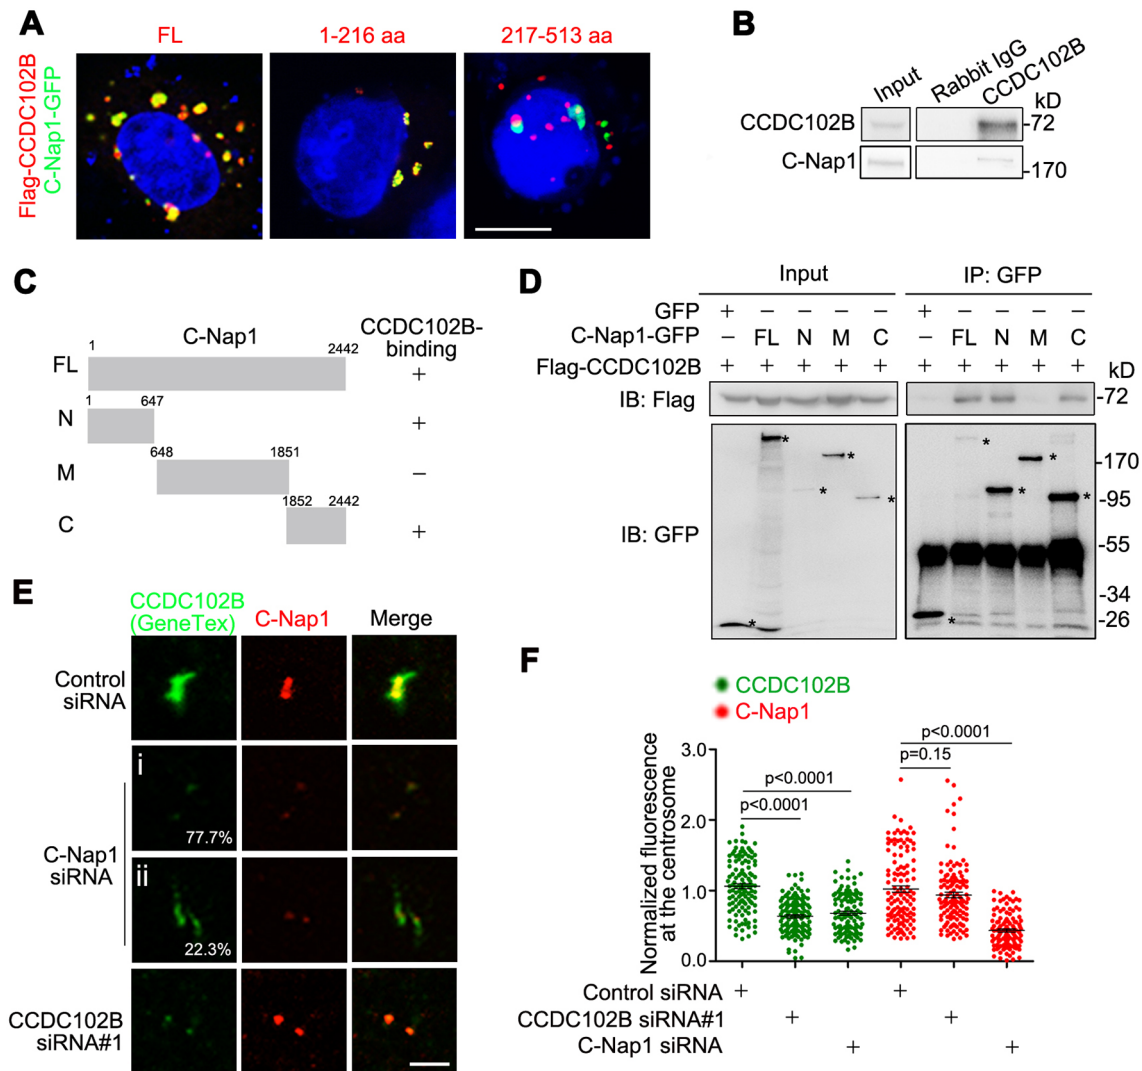 A
FL
1-216 aa
217-513 aa
Flag-CCDC102B
C-Nap1-GFP
B
Input
Rabbit IgG
CCDC102B
kD
CCDC102B
-72
C-Nap1
-170
C
C-Nap1
CCDC102B-
binding
1
2442
FL
+
1
647
N
+
648
1851
M
−
1852
2442
C
+
D
Input
IP: GFP
GFP
+ − − − −
+ − − − −
C-Nap1-GFP
− FL N M C
− FL N M C
Flag-CCDC102B
+ + + + +
+ + + + +
kD
IB: Flag
-72
IB: GFP
* * * * *
* * * * *
-170
-95
-55
-34
-26
E
CCDC102B
(GeneTex)
C-Nap1
Merge
Control
siRNA
C-Nap1
siRNA
i
77.7%
ii
22.3%
CCDC102B
siRNA#1
F
CCDC102B
C-Nap1
Normalized fluorescence
at the centrosome
3.0
2.0
1.0
0.0
p<0.0001
p<0.0001
p<0.0001
p=0.15
Control siRNA + +
CCDC102B siRNA#1 + +
C-Nap1 siRNA + +